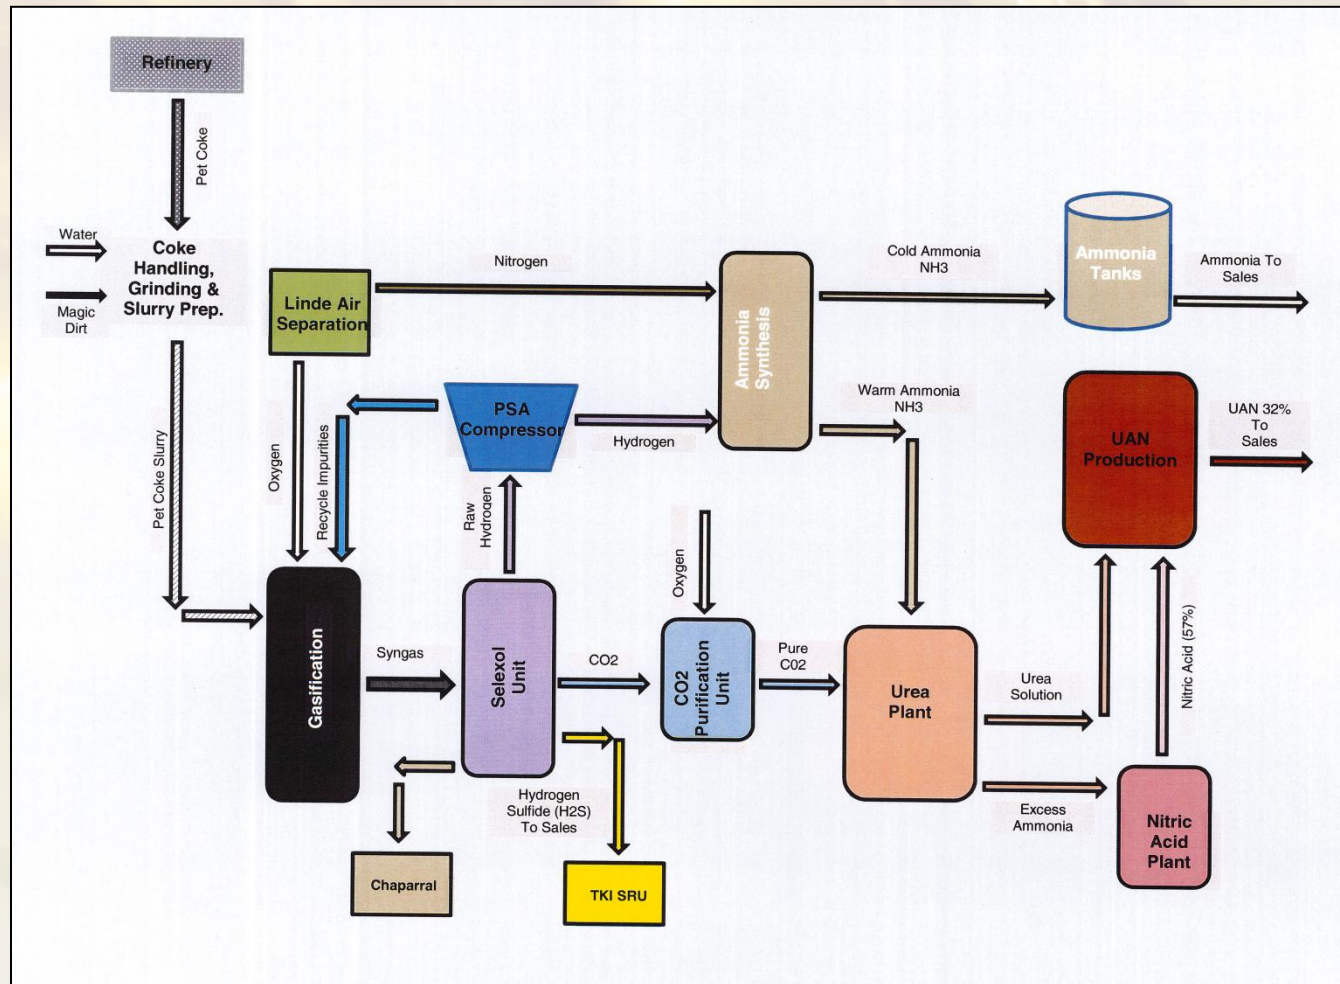 Refinery
Pet Coke
Water
Magic
Dirt
Coke
Handling,
Grinding &
Slurry Prep.
Pet Coke Slurry
Linde Air
Separation
Nitrogen
Oxygen
Recycle Impurities
PSA
Compressor
Hydrogen
Raw
Hydrogen
Ammonia
Synthesis
Cold Ammonia
NH3
Ammonia
Tanks
Ammonia To
Sales
Warm Ammonia
NH3
UAN
Production
UAN 32%
To
Sales
Gasification
Syngas
Selexol
Unit
CO2
Oxygen
CO2
Purification
Unit
Pure
C02
Urea
Plant
Urea
Solution
Nitric Acid (57%)
Excess
Ammonia
Nitric
Acid
Plant
Hydrogen
Sulfide (H2S)
To Sales
Chaparral
TKI SRU